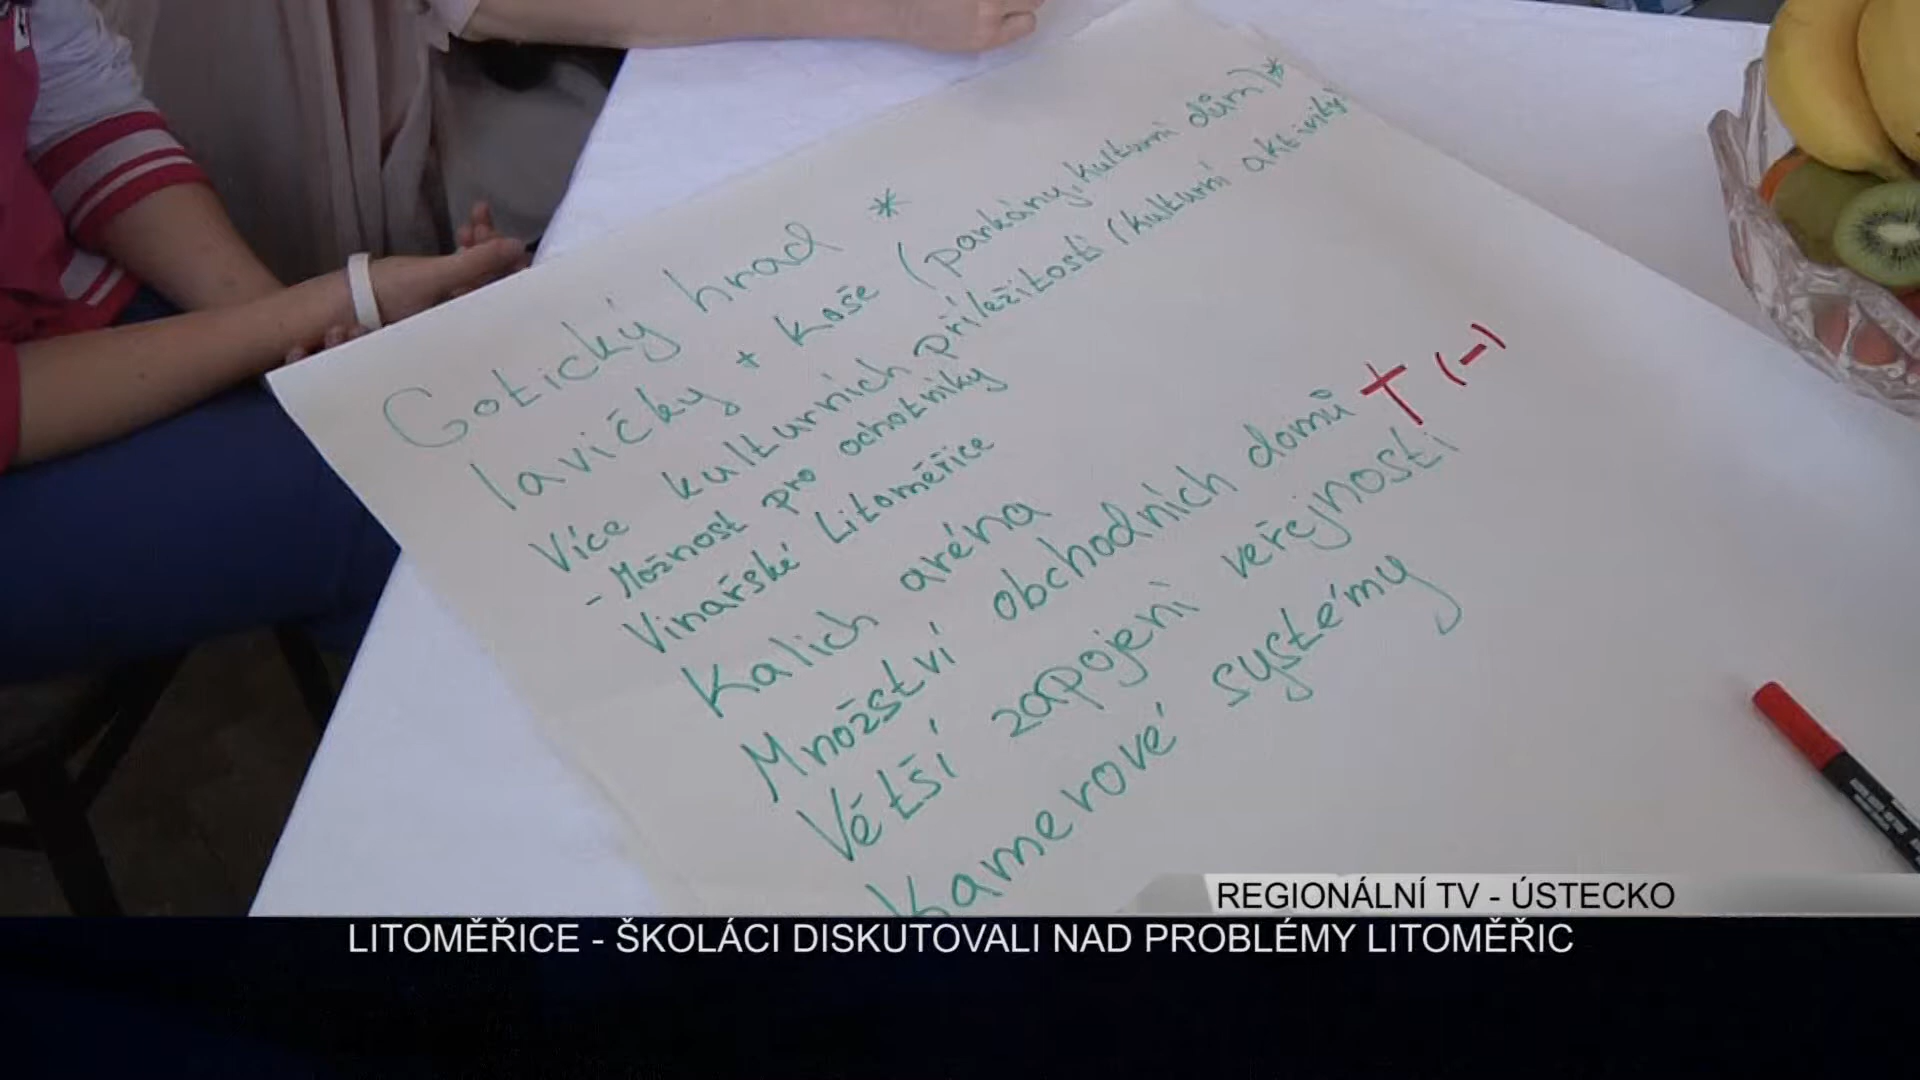 Gotický hrad *
lavičky + koše (parkány, kulturní dům) *
Více kulturních příležitostí (kulturní aktivity)
- Možnost pro ochotníky
Vinařské Litoměřice
Kalich aréna
Množství obchodních domů + (-)
Větší zapojení veřejnosti
Kamerové systémy
REGIONÁLNÍ TV - ÚSTECKO
LITOMĚŘICE - ŠKOLÁCI DISKUTOVALI NAD PROBLÉMY LITOMĚŘIC